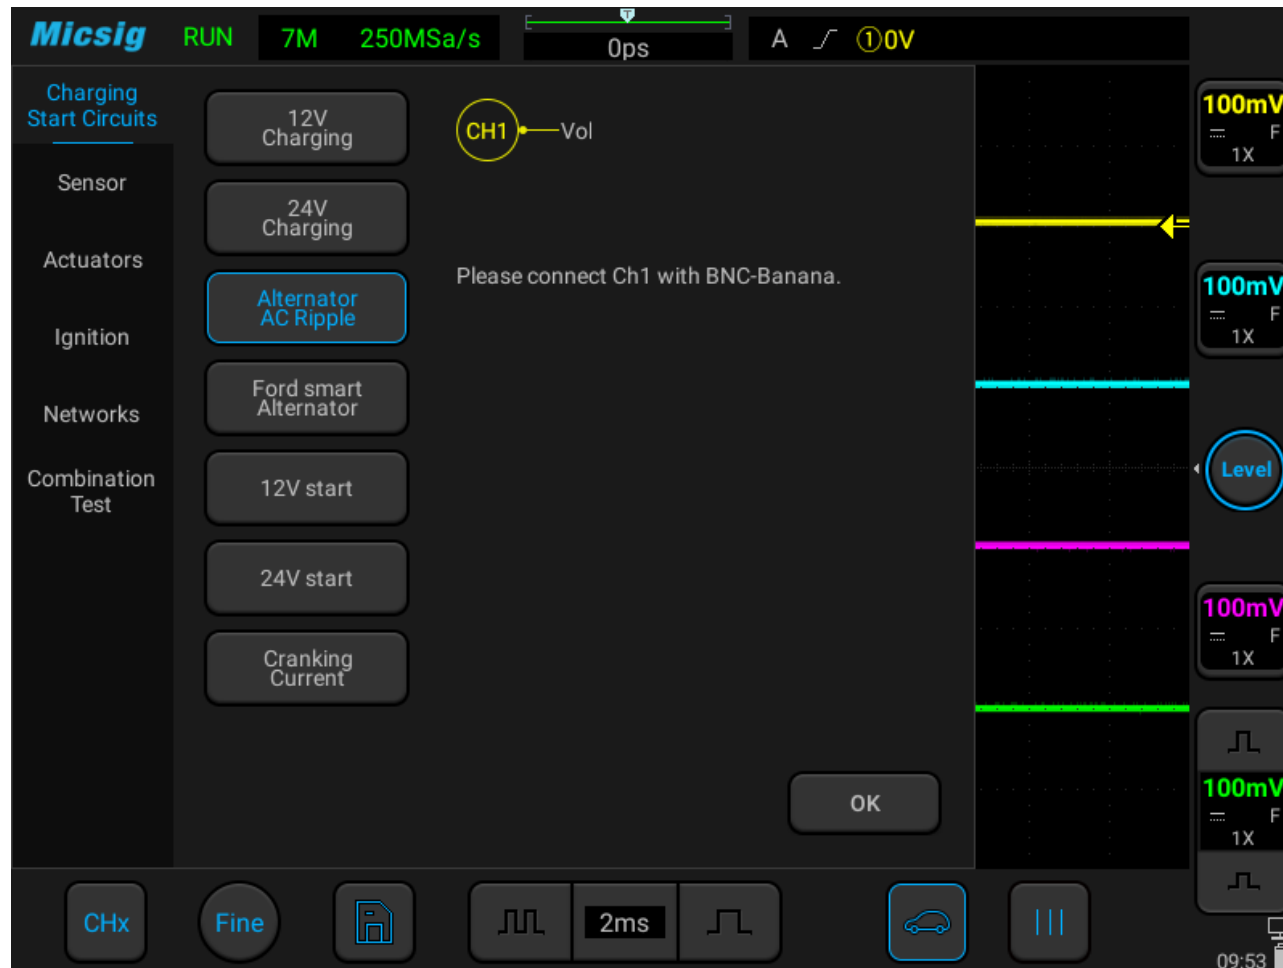 Micsig RUN 7M 250MSa/s T 0ps A ① 0V
Charging
Start Circuits
Sensor
Actuators
Ignition
Networks
Combination
Test
12V
Charging
24V
Charging
Alternator
AC Ripple
Ford smart
Alternator
12V start
24V start
Cranking
Current
CH1 Vol
Please connect Ch1 with BNC-Banana.
OK
100mV
F
1X
100mV
F
1X
Level
100mV
F
1X
100mV
F
1X
CHx Fine 2ms
09:53